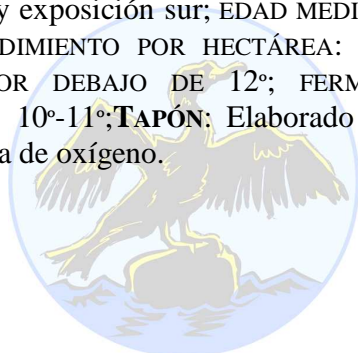 y exposición sur; EDAD MEDI
DIMIENTO POR HECTÁREA:
OR DEBAJO DE 12º; FERM
10º-11º;TAPÓN: Elaborado
a de oxígeno.